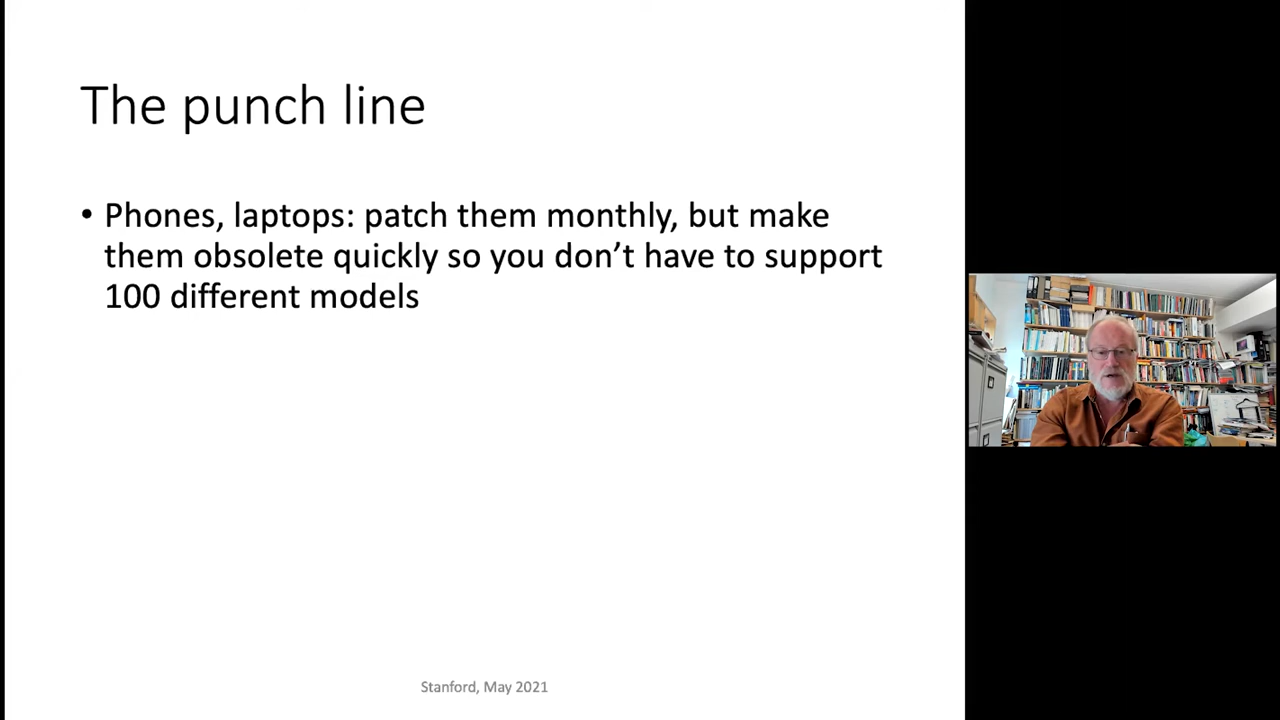 The punch line
• Phones, laptops: patch them monthly, but make
them obsolete quickly so you don’t have to support
100 different models
Stanford, May 2021